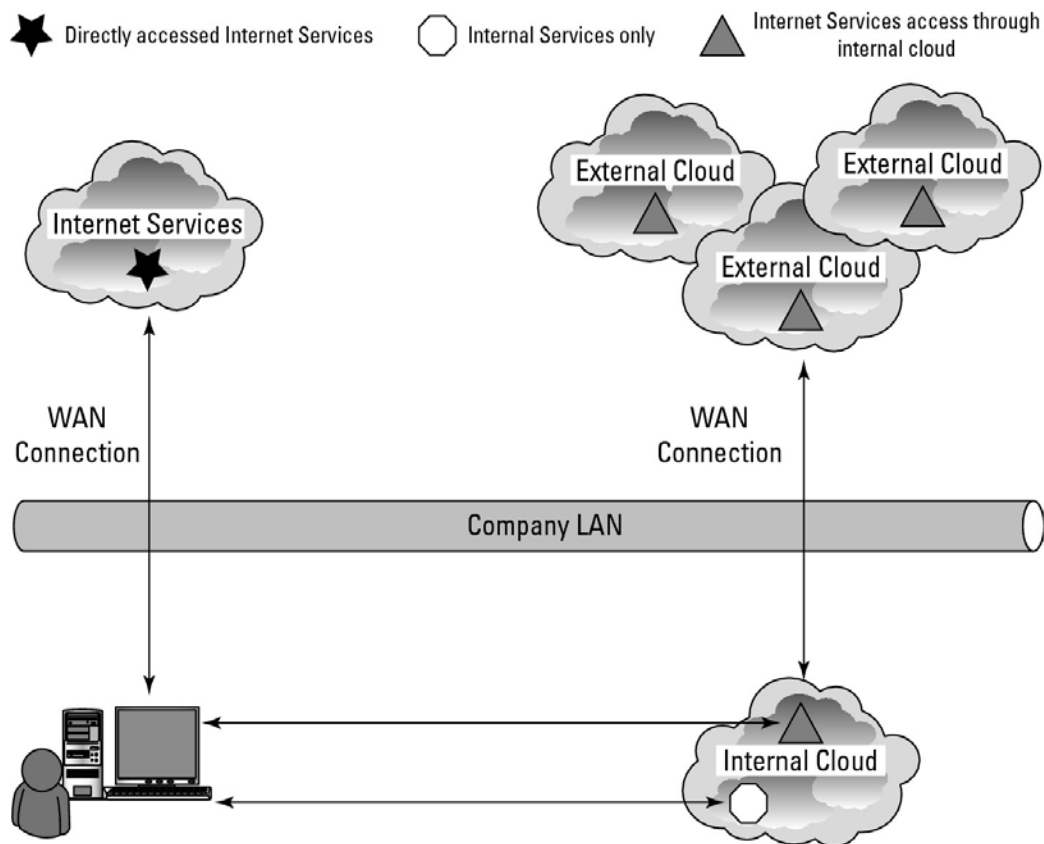 Directly accessed Internet Services
Internal Services only
Internet Services access through
internal cloud
External Cloud
External Cloud
Internet Services
External Cloud
WAN
Connection
WAN
Connection
Company LAN
Internal Cloud